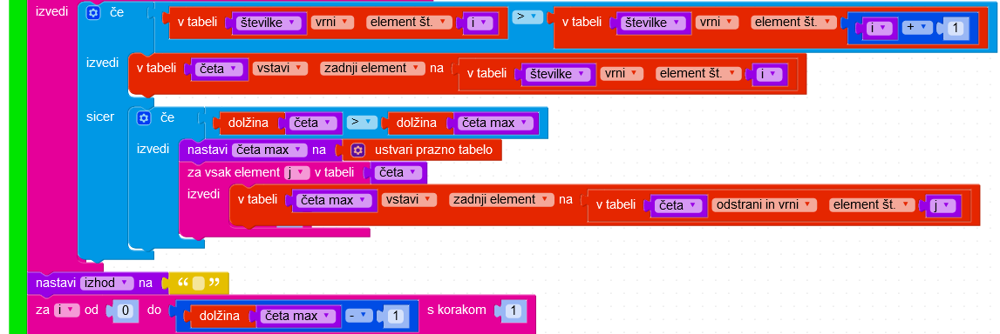 izvedi če v tabeli številke vrni element št. i > v tabeli številke vrni element št. i + 1
izvedi v tabeli četa vstavi zadnji element na v tabeli številke vrni element št. i
sicer če dolžina četa > dolžina četa max
izvedi nastavi četa max na ustvari prazno tabelo
za vsak element j v tabeli četa
izvedi v tabeli četa max vstavi zadnji element na v tabeli četa odstrani in vrni element št. j
nastavi izhod na “ ”
za i od 0 do dolžina četa max - 1 s korakom 1